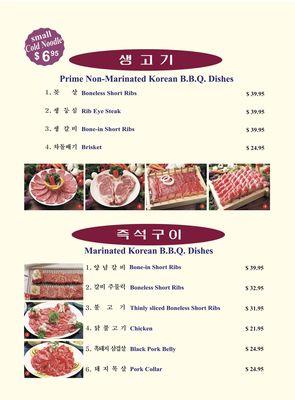 small
Cold Noodle
$ 6.95
생고기
Prime Non-Marinated Korean B.B.Q. Dishes
1. 꽃 살 Boneless Short Ribs $ 39.95
2. 생 등 심 Rib Eye Steak $ 39.95
3. 생 갈 비 Bone-in Short Ribs $ 39.95
4. 차돌배기 Brisket $ 24.95
즉석구이
Marinated Korean B.B.Q. Dishes
1. 양 념 갈 비 Bone-in Short Ribs $ 39.95
2. 갈비 주물럭 Boneless Short Ribs $ 32.95
3. 불 고 기 Thinly sliced Boneless Short Ribs $ 31.95
4. 닭 불 고 기 Chicken $ 21.95
5. 흑돼지 삼겹살 Black Pork Belly $ 24.95
6. 돼 지 목 살 Pork Collar $ 24.95